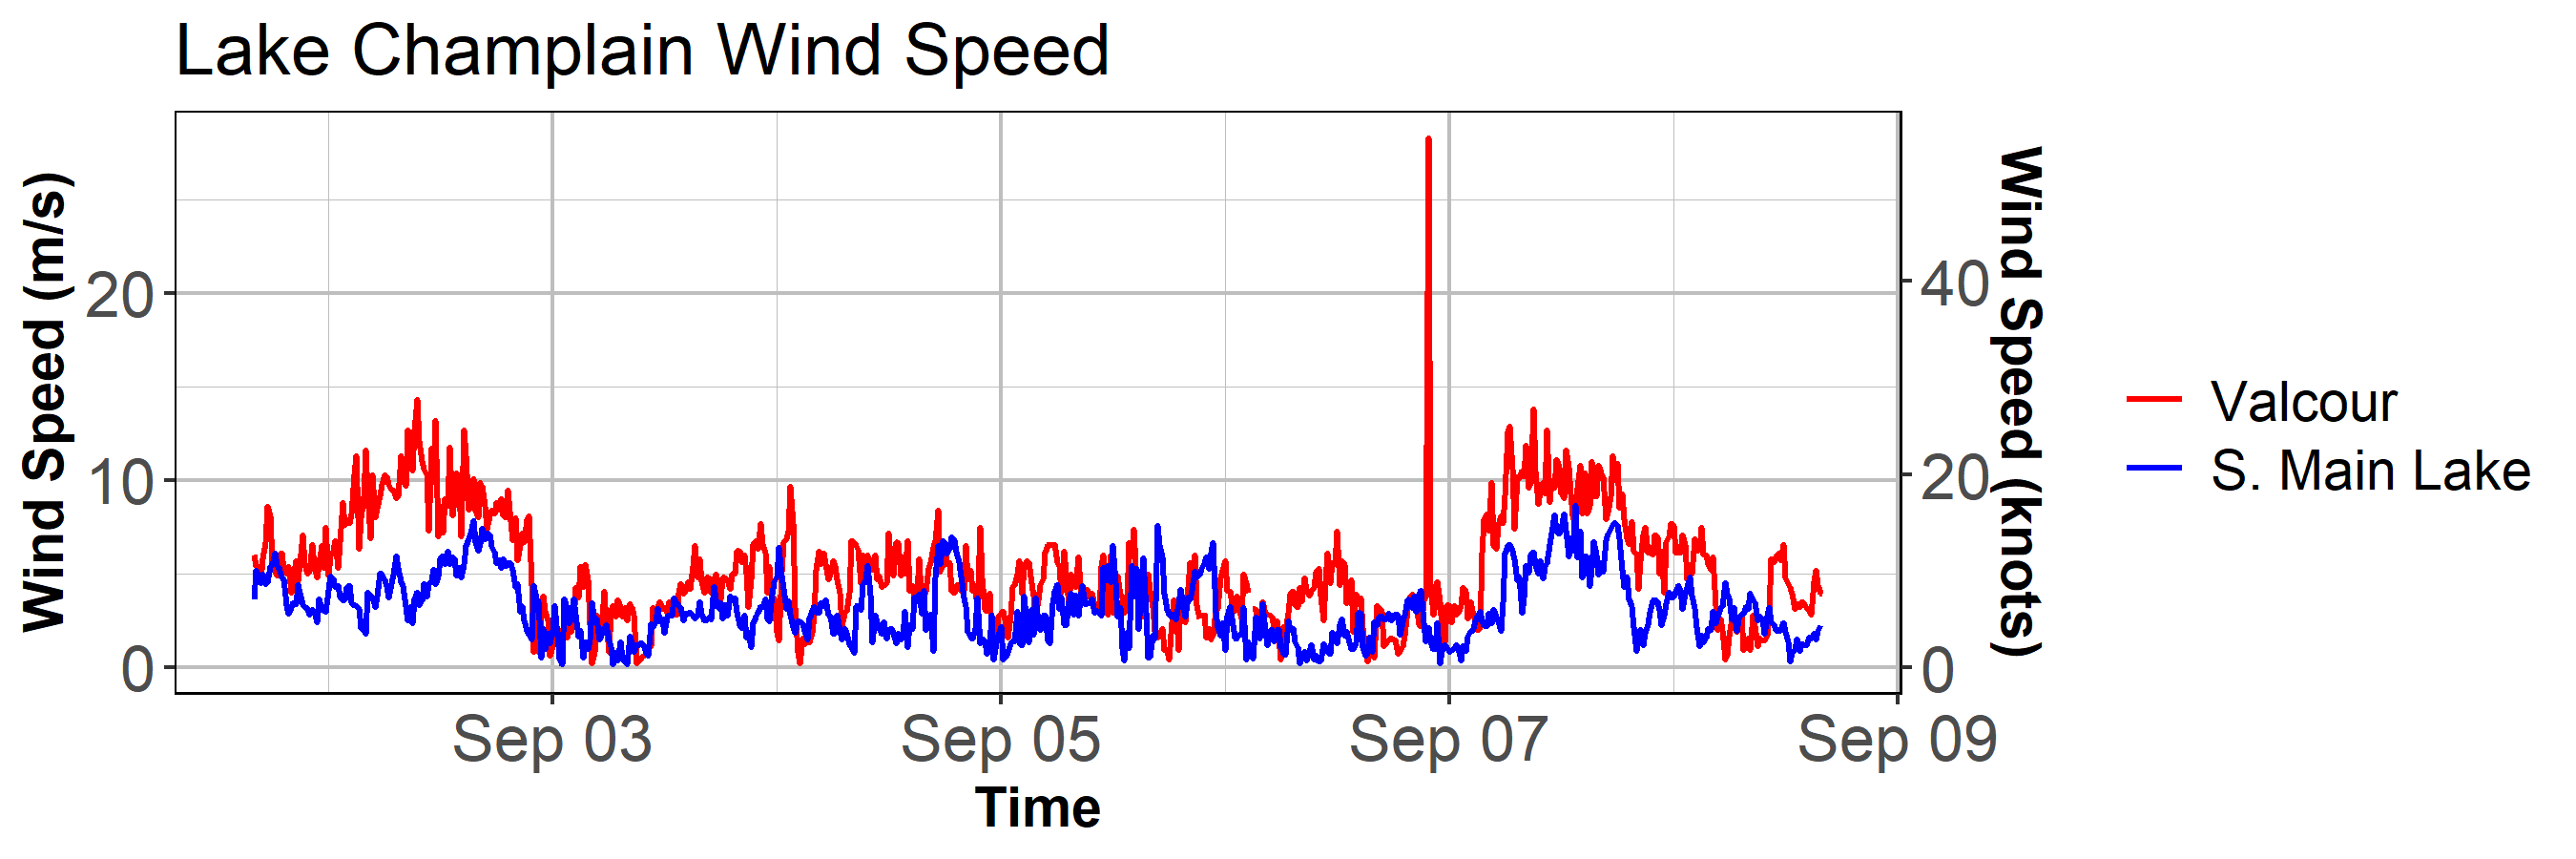 Lake Champlain Wind Speed
Wind Speed (m/s)
20
10
0
Wind Speed (knots)
40
20
0
Valcour
S. Main Lake
Sep 03
Sep 05
Sep 07
Sep 09
Time